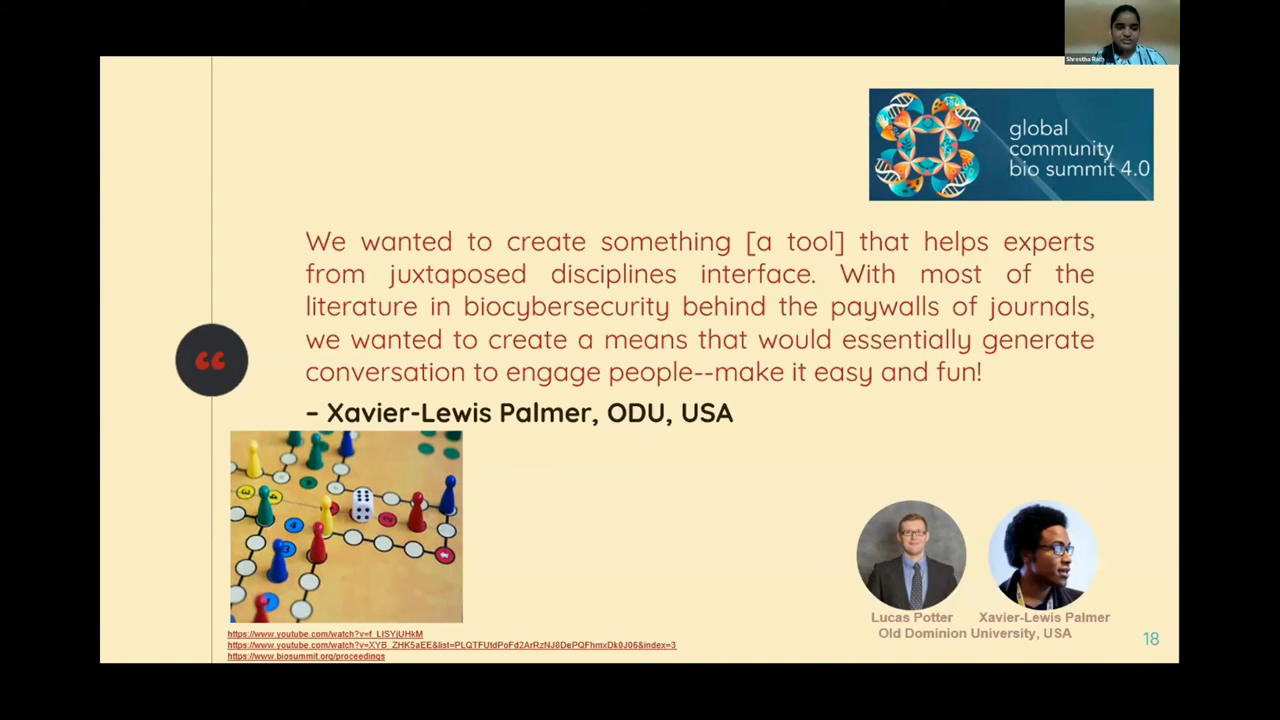 Shrestha Rath
global
community
bio summit 4.0
We wanted to create something [a tool] that helps experts
from juxtaposed disciplines interface. With most of the
literature in biocybersecurity behind the paywalls of journals,
we wanted to create a means that would essentially generate
conversation to engage people--make it easy and fun!
– Xavier-Lewis Palmer, ODU, USA
Lucas Potter Xavier-Lewis Palmer
Old Dominion University, USA
https://www.youtube.com/watch?v=f_LISYjUHkM
https://www.youtube.com/watch?v=XYB_ZHK5aEE&list=PLQTFUtdPoFd2ArRzNJ8DePQFhmxDk0J06&index=3
https://www.biosummit.org/proceedings
18